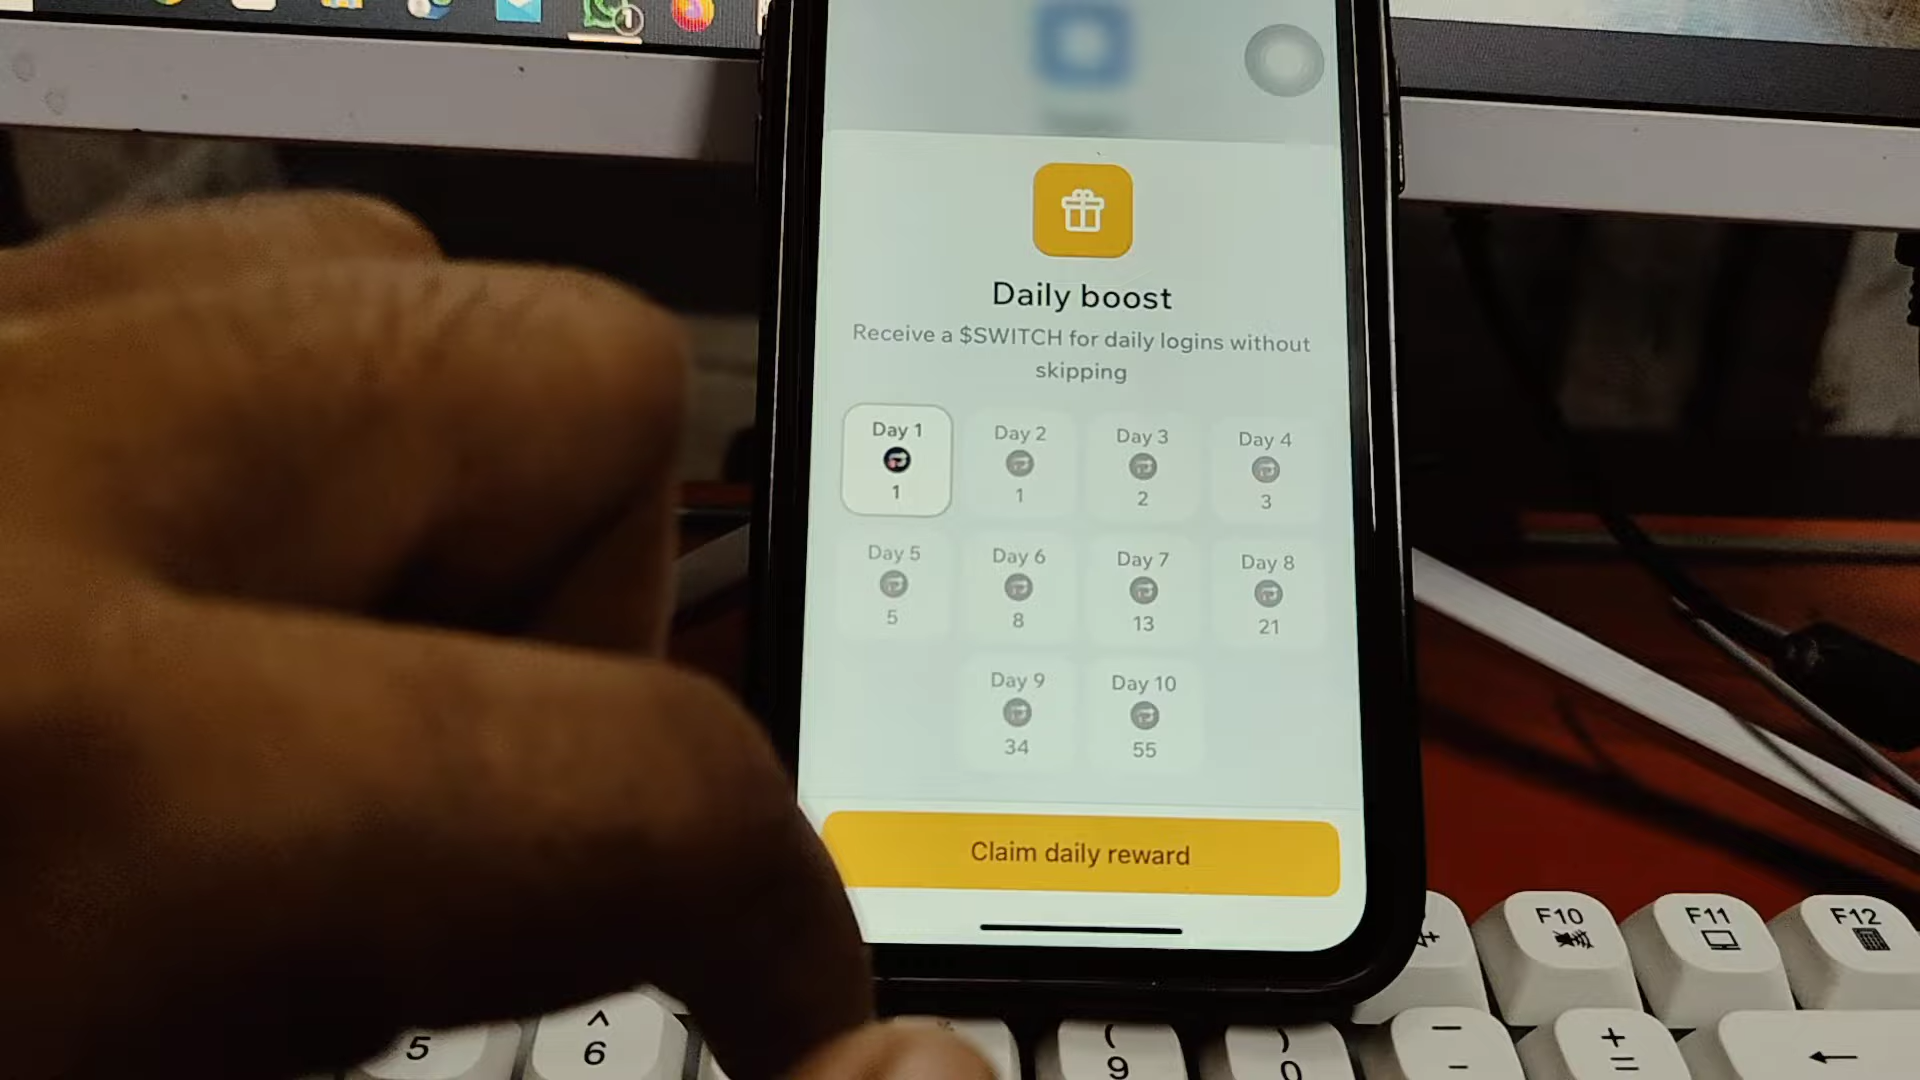 1
Daily boost
Receive a $SWITCH for daily logins without
skipping
Day 1
1
Day 2
1
Day 3
2
Day 4
3
Day 5
5
Day 6
8
Day 7
13
Day 8
21
Day 9
34
Day 10
55
Claim daily reward
F10
F11
F12
5
^
6
(
9
)
0
_
-
+
=
←